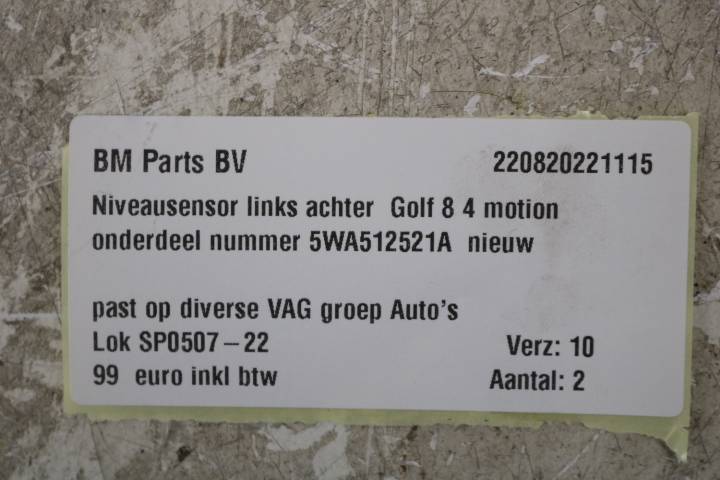 BM Parts BV 220820221115
Niveausensor links achter Golf 8 4 motion
onderdeel nummer 5WA512521A nieuw
past op diverse VAG groep Auto's
Lok SP0507-22 Verz: 10
99 euro inkl btw Aantal: 2